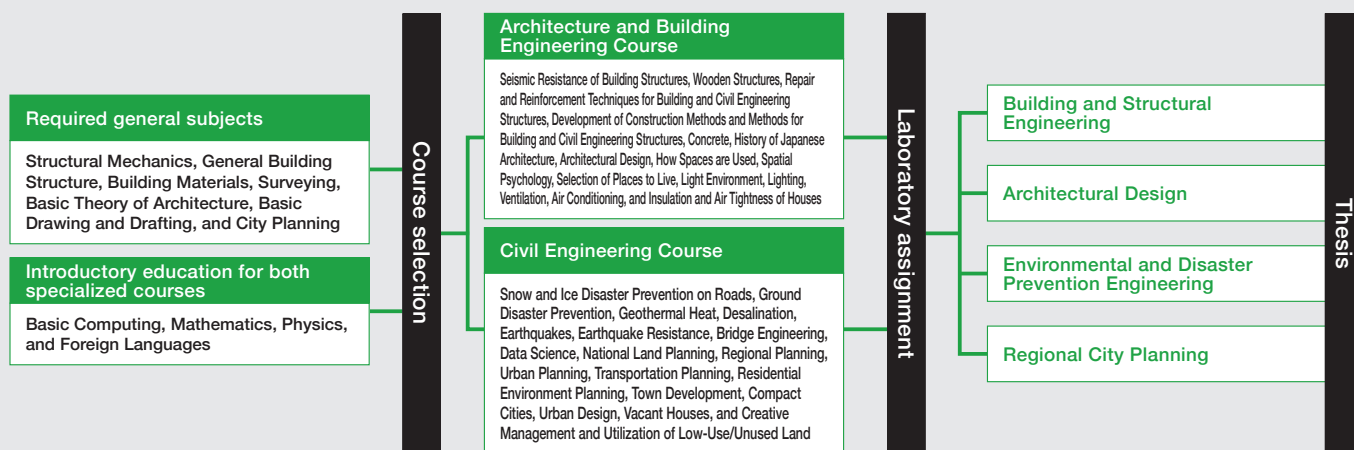 Required general subjects
Structural Mechanics, General Building
Structure, Building Materials, Surveying,
Basic Theory of Architecture, Basic
Drawing and Drafting, and City Planning
Introductory education for both
specialized courses
Basic Computing, Mathematics, Physics,
and Foreign Languages
Course selection
Architecture and Building
Engineering Course
Seismic Resistance of Building Structures, Wooden Structures, Repair
and Reinforcement Techniques for Building and Civil Engineering
Structures, Development of Construction Methods and Methods for
Building and Civil Engineering Structures, Concrete, History of Japanese
Architecture, Architectural Design, How Spaces are Used, Spatial
Psychology, Selection of Places to Live, Light Environment, Lighting,
Ventilation, Air Conditioning, and Insulation and Air Tightness of Houses
Civil Engineering Course
Snow and Ice Disaster Prevention on Roads, Ground
Disaster Prevention, Geothermal Heat, Desalination,
Earthquakes, Earthquake Resistance, Bridge Engineering,
Data Science, National Land Planning, Regional Planning,
Urban Planning, Transportation Planning, Residential
Environment Planning, Town Development, Compact
Cities, Urban Design, Vacant Houses, and Creative
Management and Utilization of Low-Use/Unused Land
Laboratory assignment
Building and Structural
Engineering
Architectural Design
Environmental and Disaster
Prevention Engineering
Regional City Planning
Thesis